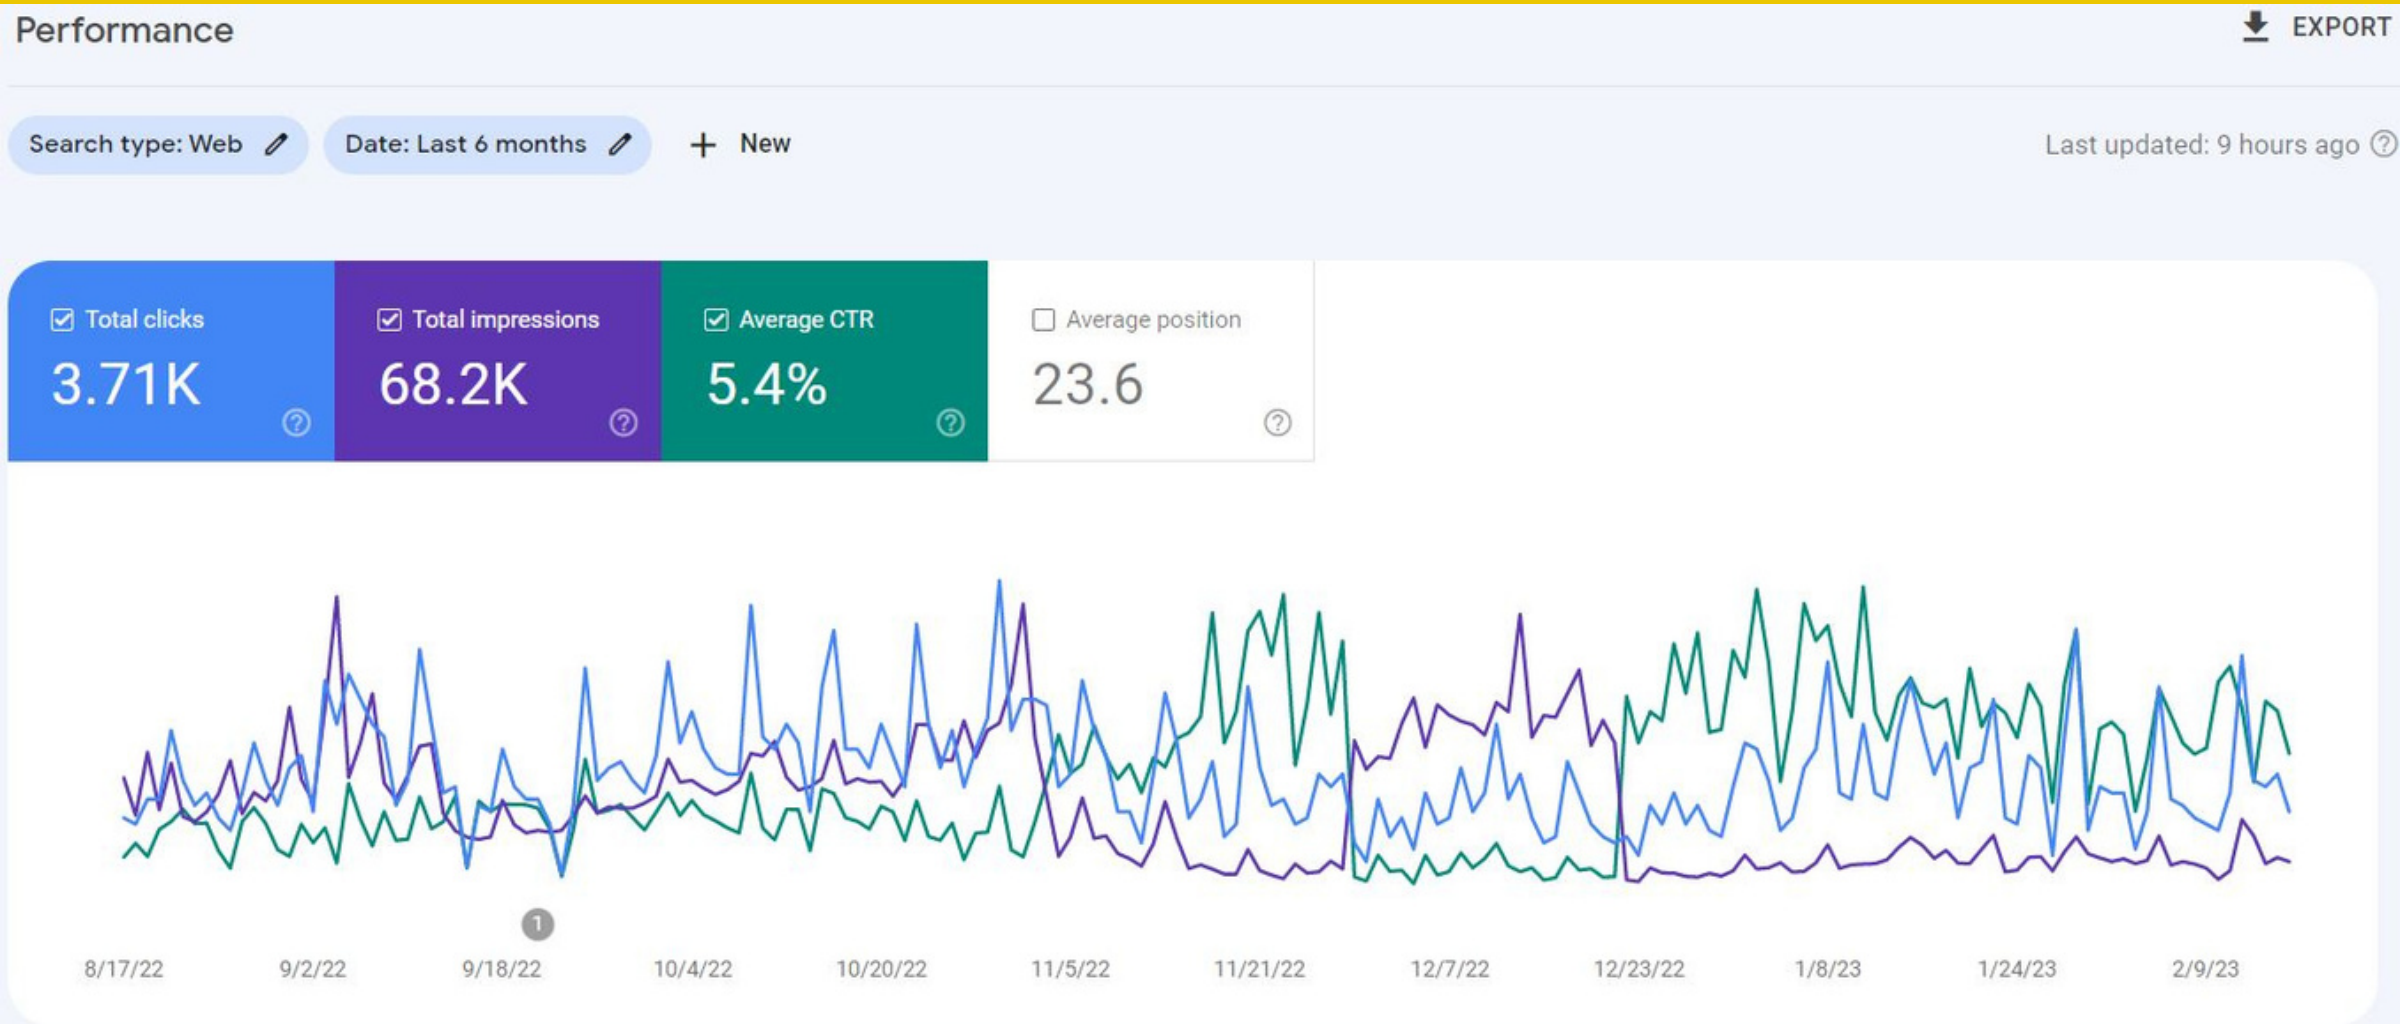 Performance
EXPORT
Search type: Web
Date: Last 6 months
New
Last updated: 9 hours ago
Total clicks
3.71K
Total impressions
68.2K
Average CTR
5.4%
Average position
23.6
1
8/17/22 9/2/22 9/18/22 10/4/22 10/20/22 11/5/22 11/21/22 12/7/22 12/23/22 1/8/23 1/24/23 2/9/23